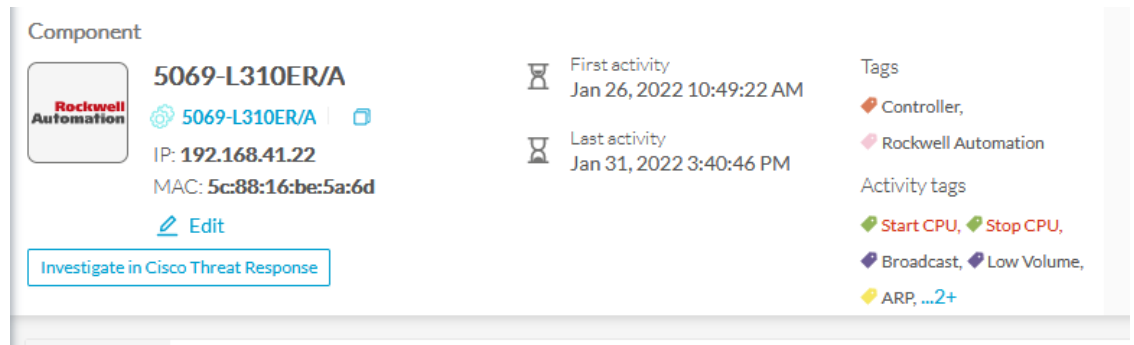 Component
Rockwell
Automation
5069-L310ER/A
5069-L310ER/A
IP: 192.168.41.22
MAC: 5c:88:16:be:5a:6d
Edit
Investigate in Cisco Threat Response
First activity
Jan 26, 2022 10:49:22 AM
Last activity
Jan 31, 2022 3:40:46 PM
Tags
Controller,
Rockwell Automation
Activity tags
Start CPU, Stop CPU,
Broadcast, Low Volume,
ARP, ...2+